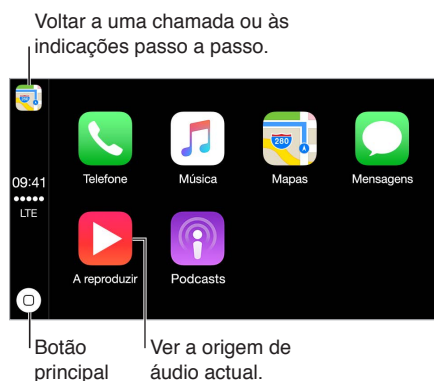 Voltar a uma chamada ou às
indicações passo a passo.
280
09:41
LTE
Telefone
Música
Mapas
Mensagens
A reproduzir
Podcasts
Botão
principal
Ver a origem de
áudio actual.